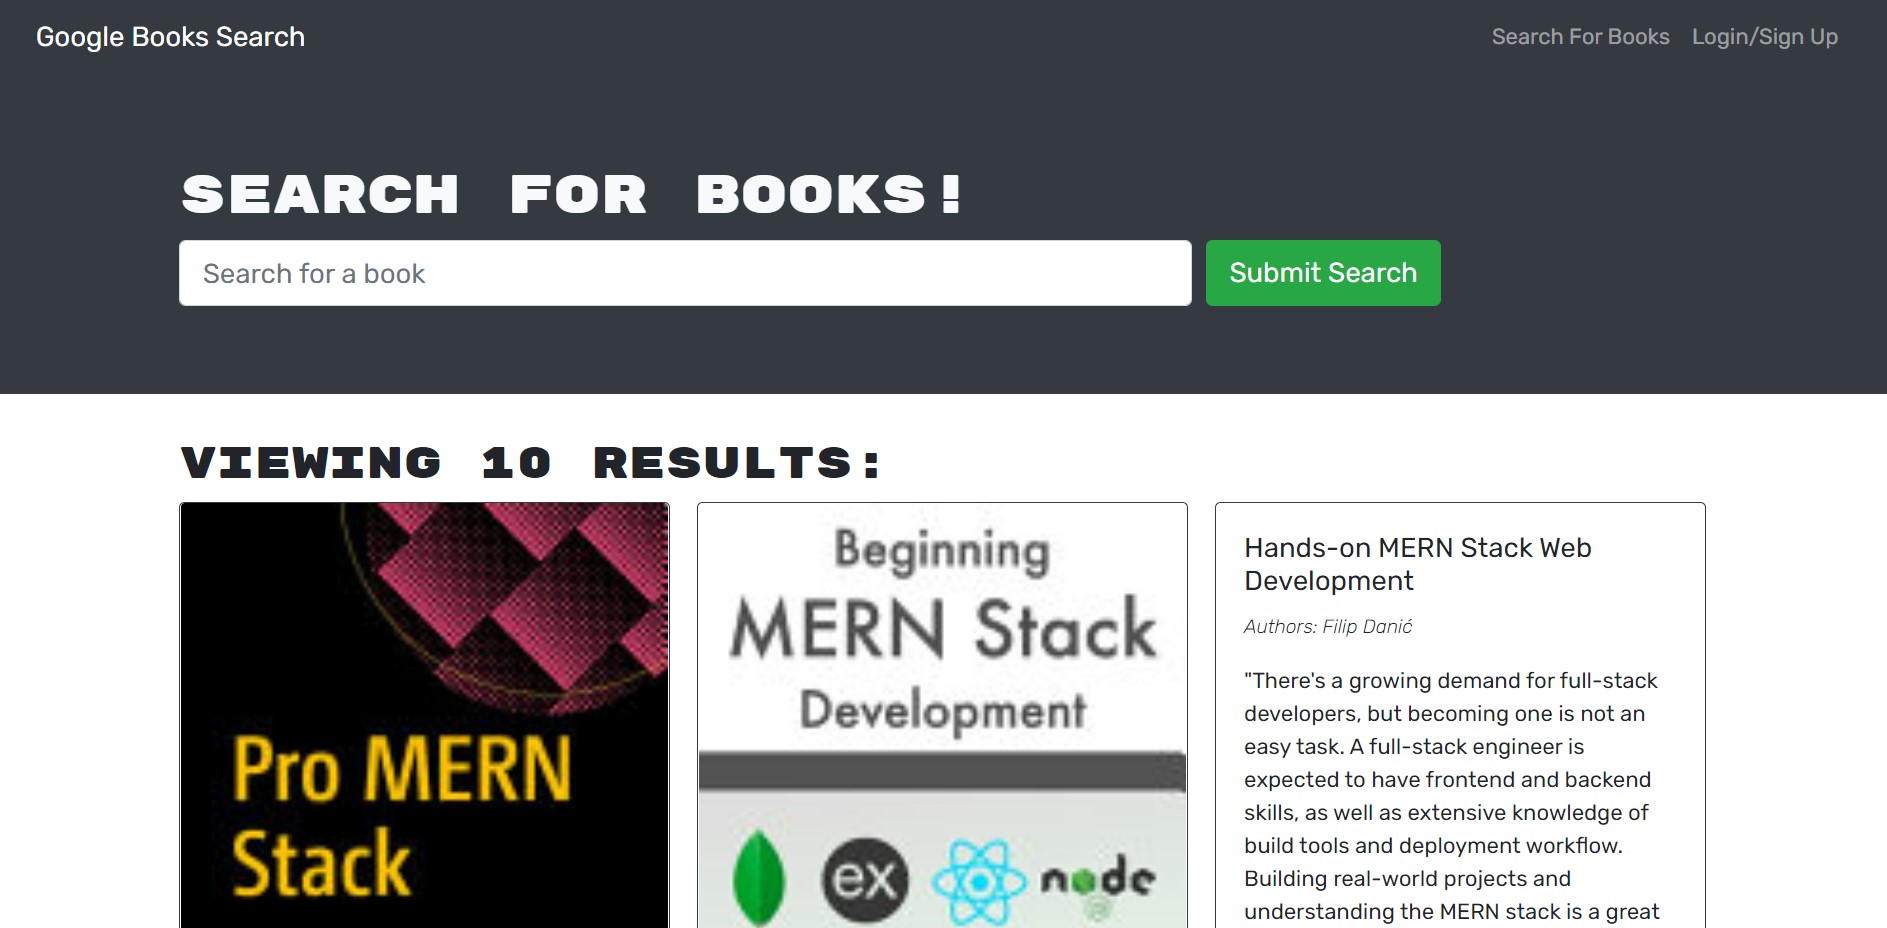 Google Books Search
Search For Books
Login/Sign Up
SEARCH FOR BOOKS!
Search for a book
Submit Search
VIEWING 10 RESULTS:
Pro MERN
Stack
Beginning
MERN Stack
Development
ex
node
Hands-on MERN Stack Web
Development
Authors: Filip Danić
"There's a growing demand for full-stack
developers, but becoming one is not an
easy task. A full-stack engineer is
expected to have frontend and backend
skills, as well as extensive knowledge of
build tools and deployment workflow.
Building real-world projects and
understanding the MERN stack is a great